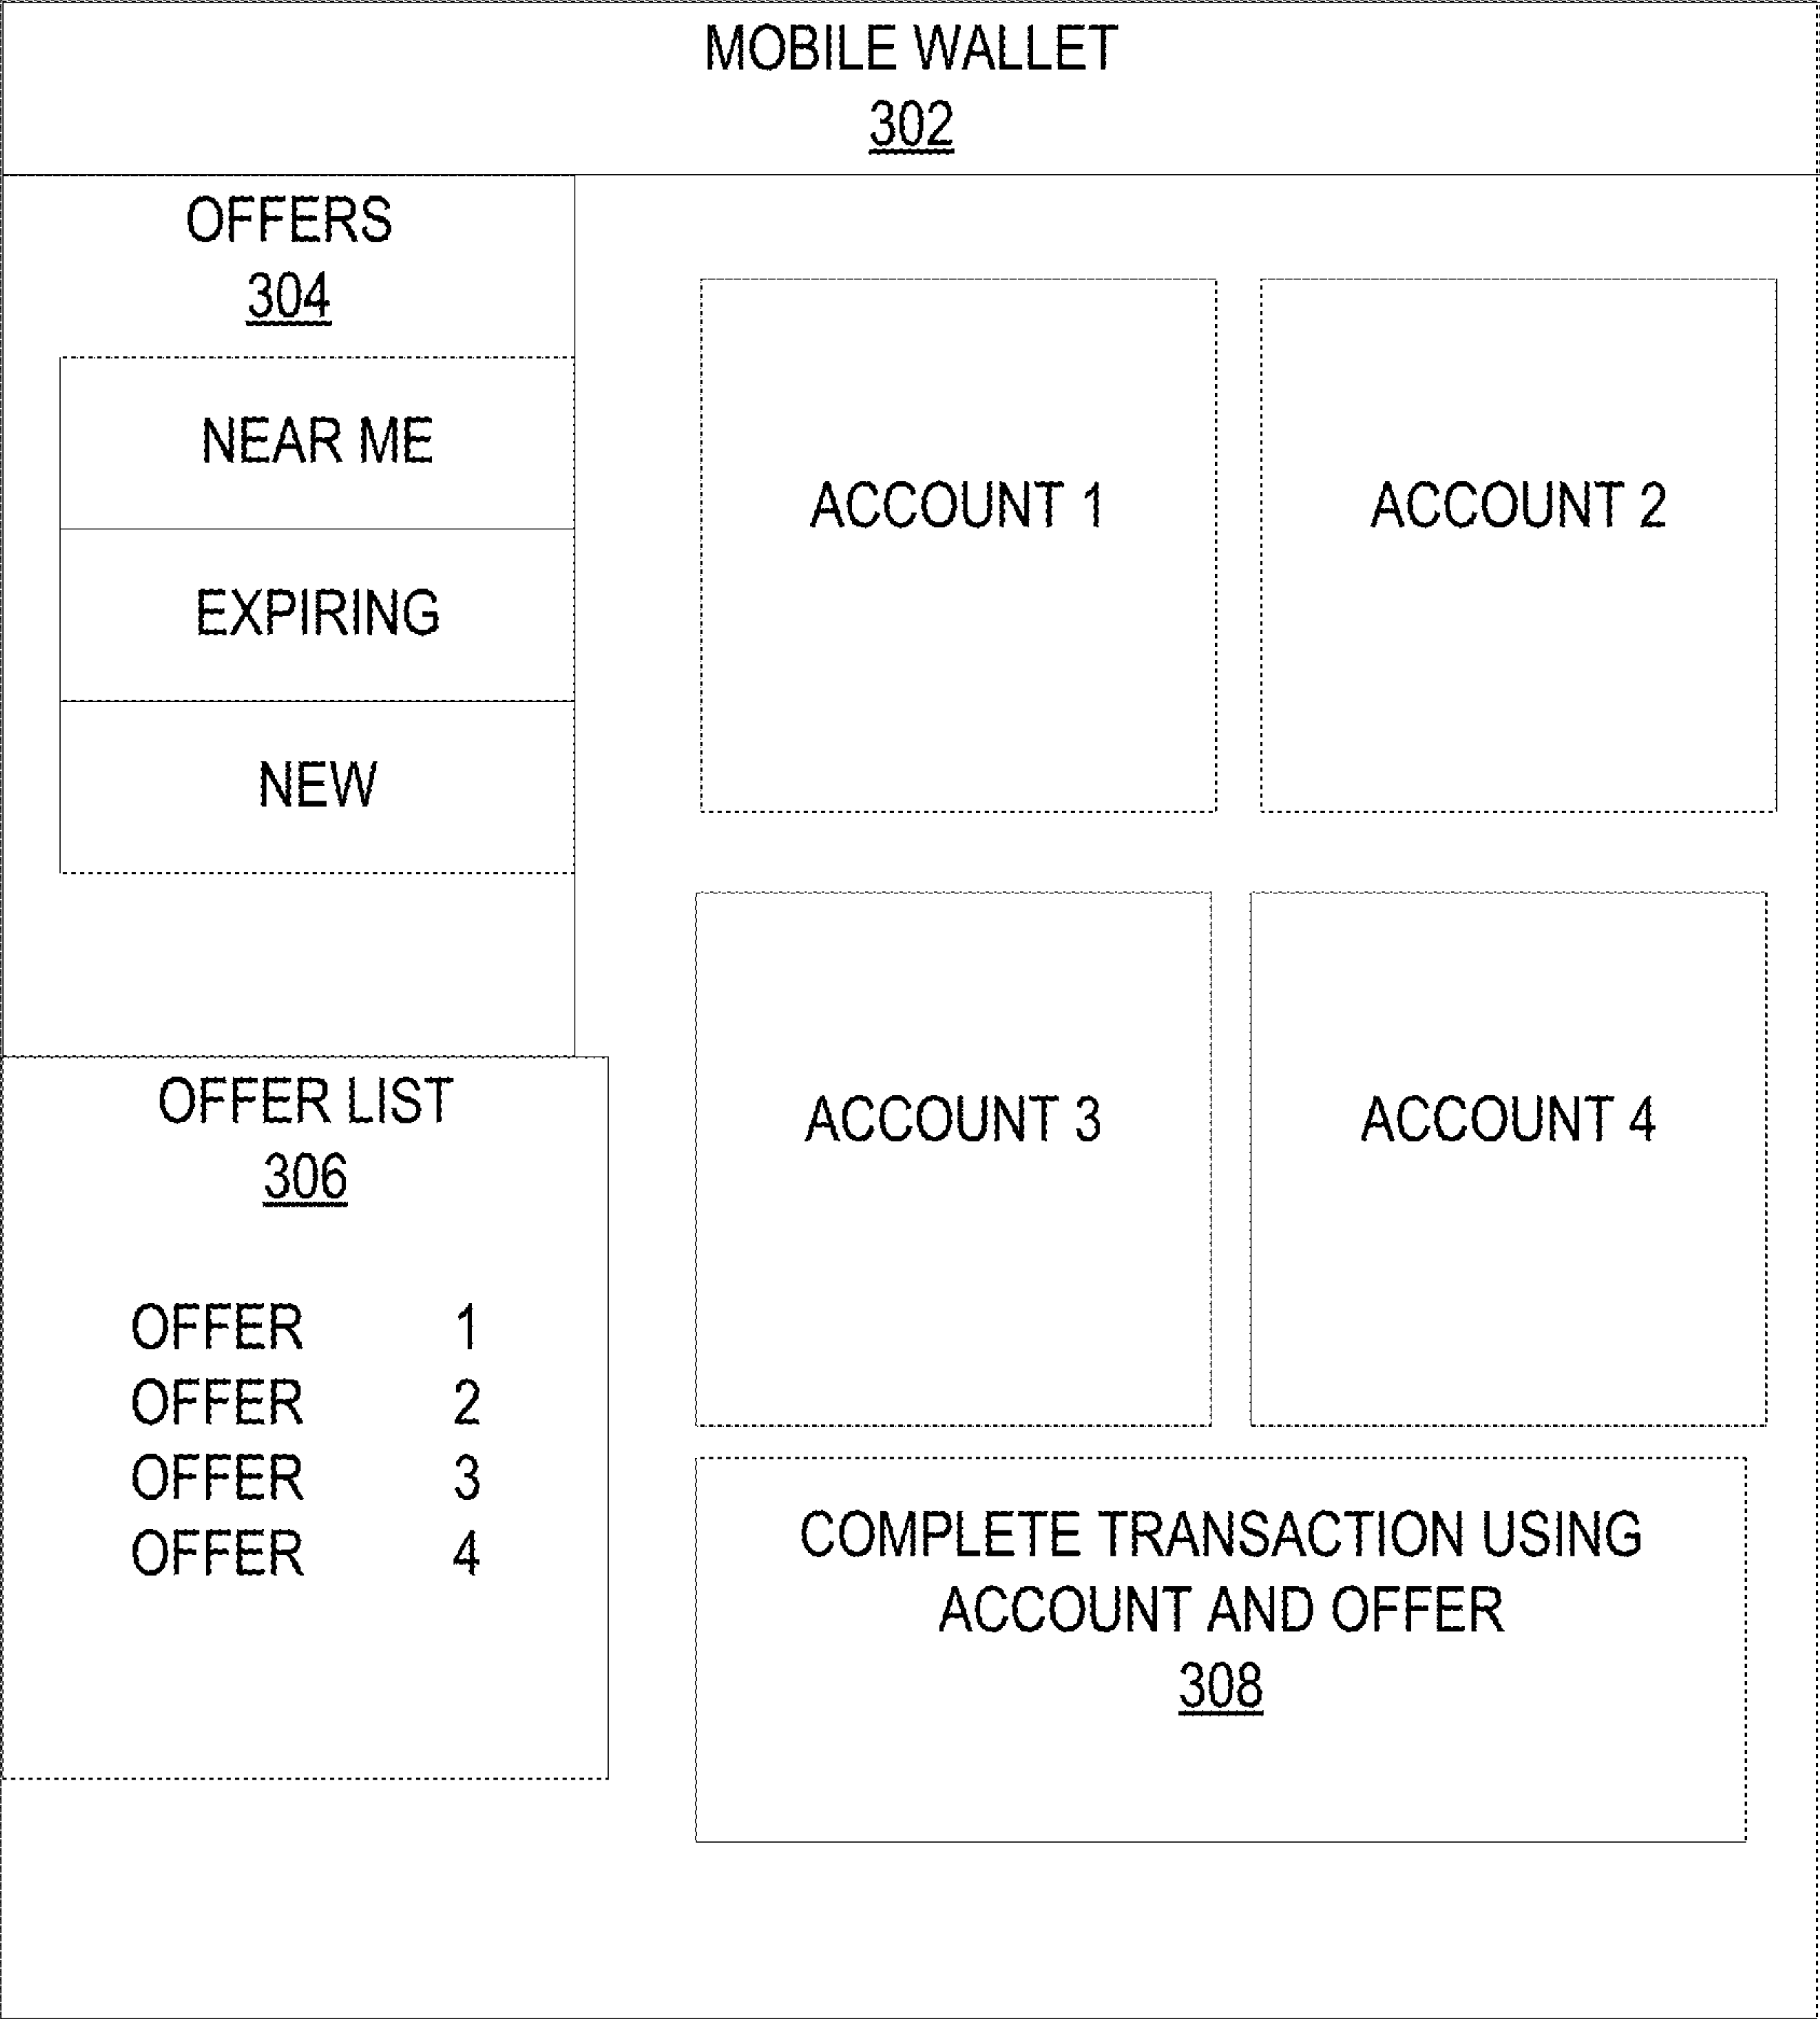 MOBILE WALLET
302
OFFERS
304
NEAR ME
EXPIRING
NEW
ACCOUNT 1
ACCOUNT 2
ACCOUNT 3
ACCOUNT 4
OFFER LIST
306
OFFER 1
OFFER 2
OFFER 3
OFFER 4
COMPLETE TRANSACTION USING
ACCOUNT AND OFFER
308